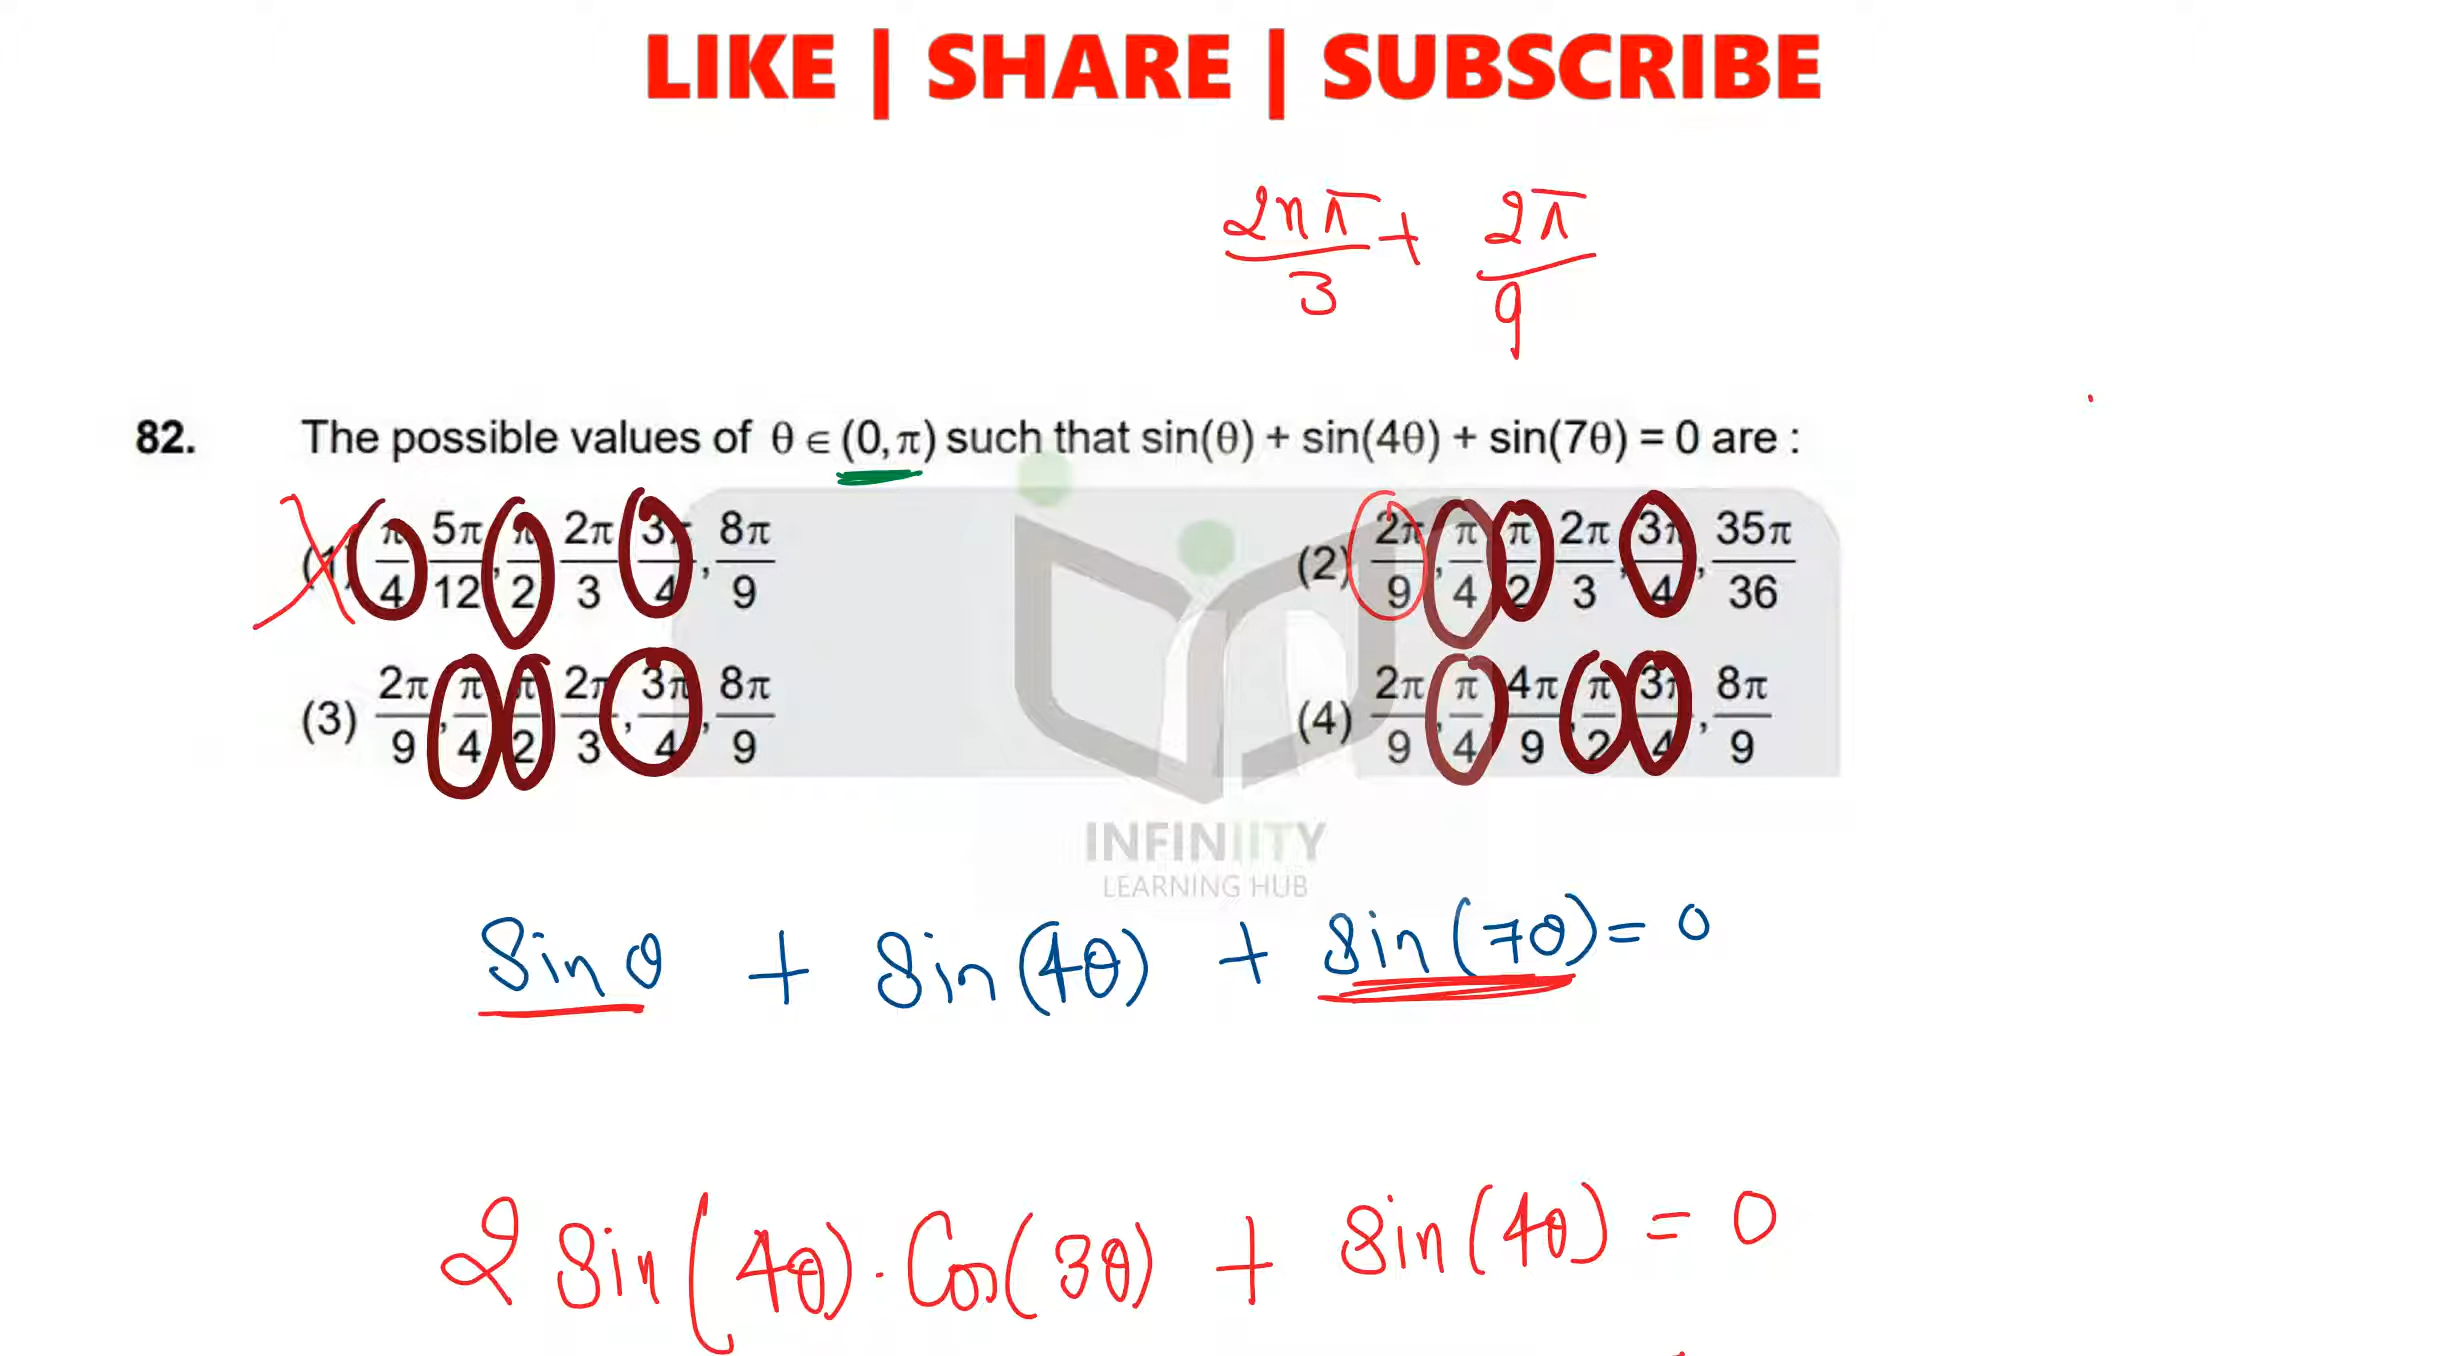 LIKE | SHARE | SUBSCRIBE
2nπ/3 + 2π/9
82. The possible values of θ ∈ (0, π) such that sin(θ) + sin(4θ) + sin(7θ) = 0 are :
(1) π/4, 5π/12, π/2, 2π/3, 3π/4, 8π/9
(2) 2π/9, π/4, π/2, 2π/3, 3π/4, 35π/36
(3) 2π/9, π/4, π/2, 2π/3, 3π/4, 8π/9
(4) 2π/9, π/4, 4π/9, π/2, 3π/4, 8π/9
INFINIITY
LEARNING HUB
Sin θ + Sin(4θ) + Sin(7θ) = 0
2 Sin(4θ) · Cos(3θ) + Sin(4θ) = 0